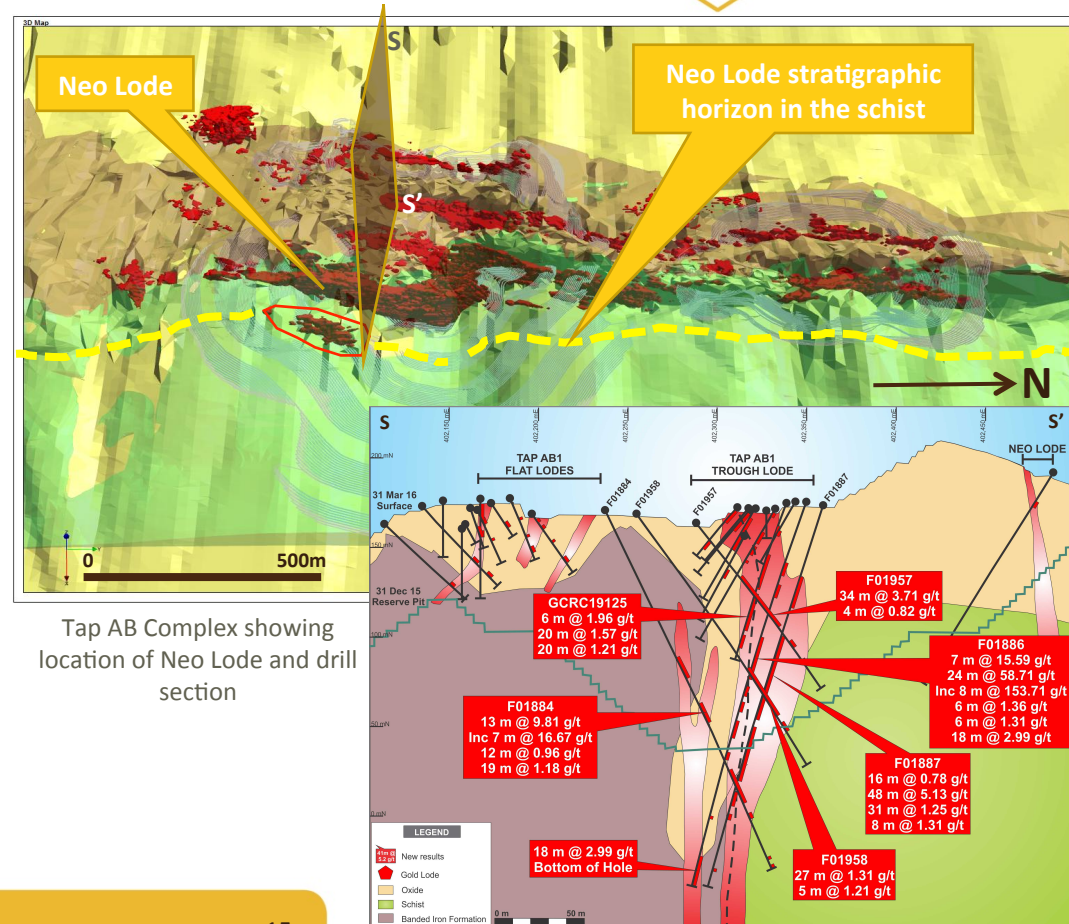 3D Map
S
Neo Lode
Neo Lode stratigraphic
horizon in the schist
S'
N
0 500m
Tap AB Complex showing
location of Neo Lode and drill
section
S
S'
402,150 mE
402,200 mE
402,250 mE
402,300 mE
402,350 mE
402,400 mE
402,450 mE
200 mN
150 mN
100 mN
50 mN
0 mN
TAP AB1
FLAT LODES
TAP AB1
TROUGH LODE
NEO LODE
31 Mar 16
Surface
31 Dec 15
Reserve Pit
F01884
F01958
F01957
F01887
GCRC19125
6 m @ 1.96 g/t
20 m @ 1.57 g/t
20 m @ 1.21 g/t
F01957
34 m @ 3.71 g/t
4 m @ 0.82 g/t
F01886
7 m @ 15.59 g/t
24 m @ 58.71 g/t
Inc 8 m @ 153.71 g/t
6 m @ 1.36 g/t
6 m @ 1.31 g/t
18 m @ 2.99 g/t
F01884
13 m @ 9.81 g/t
Inc 7 m @ 16.67 g/t
12 m @ 0.96 g/t
19 m @ 1.18 g/t
F01887
16 m @ 0.78 g/t
48 m @ 5.13 g/t
31 m @ 1.25 g/t
8 m @ 1.31 g/t
18 m @ 2.99 g/t
Bottom of Hole
F01958
27 m @ 1.31 g/t
5 m @ 1.21 g/t
LEGEND
41m @
5.2 g/t
New results
Gold Lode
Oxide
Schist
Banded Iron Formation
0 m 50 m